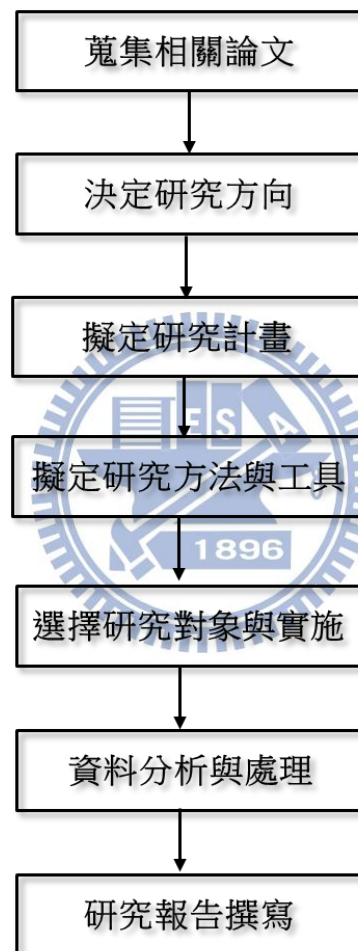 蒐集相關論文
決定研究方向
擬定研究計畫
E S A
擬定研究方法與工具
1896
選擇研究對象與實施
資料分析與處理
研究報告撰寫